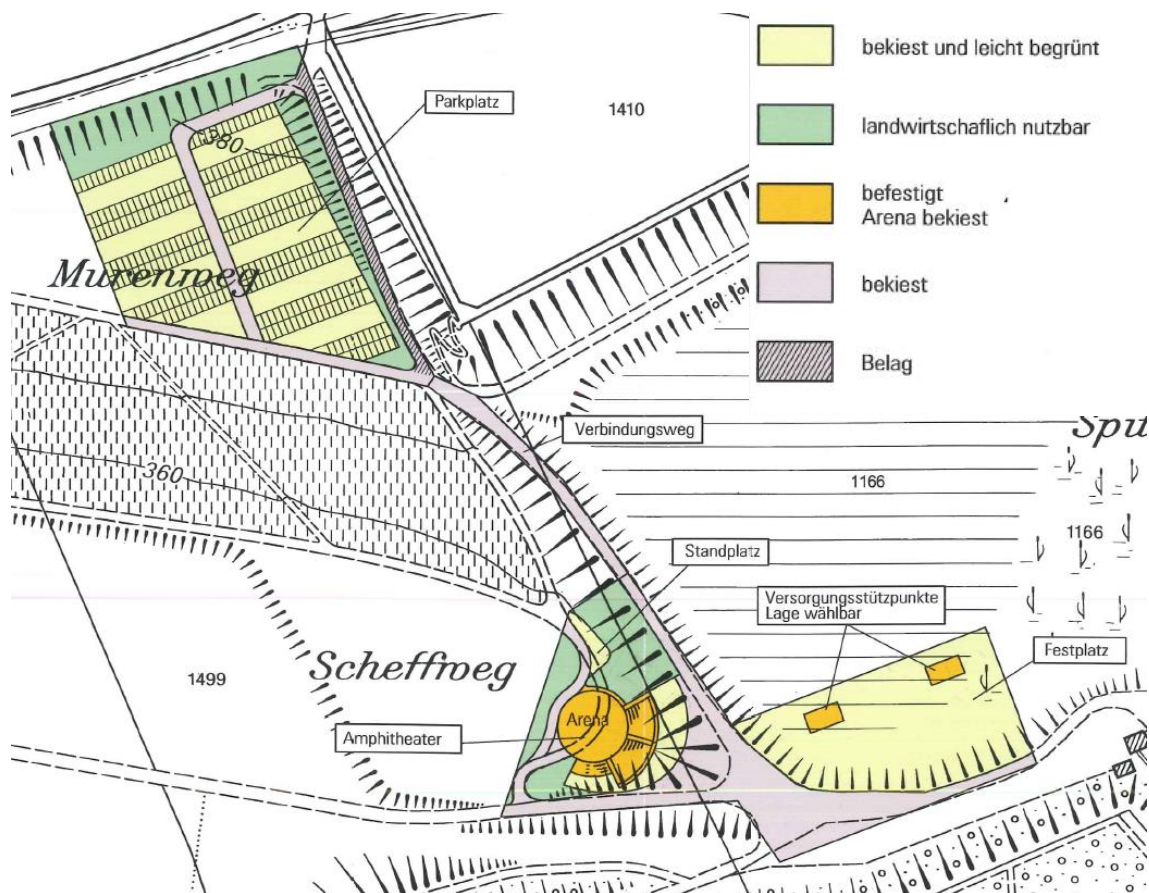 bekiest und leicht begrünt
landwirtschaflich nutzbar
befestigt
Arena bekiest
bekiest
Belag
Parkplatz
1410
380
Murenweg
Verbindungsweg
Spu
1166
360
1166
Standplatz
Versorgungsstützpunkte
Lage wählbar
Festplatz
Scheffweg
1499
Arena
Amphitheater